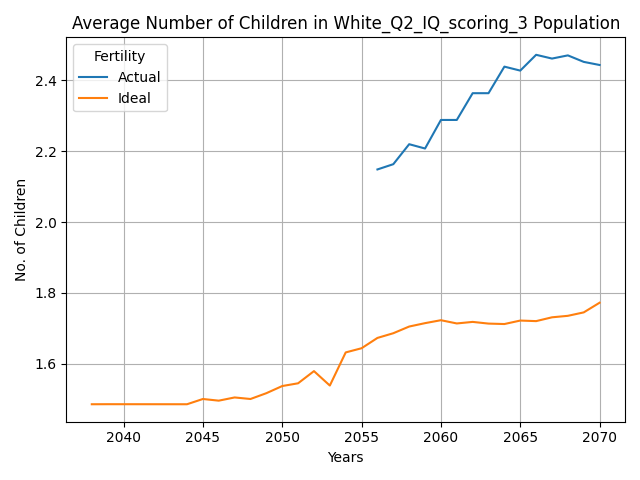 Average Number of Children in White_Q2_IQ_scoring_3 Population
Fertility
Actual
Ideal
No. of Children
2.4
2.2
2.0
1.8
1.6
2040 2045 2050 2055 2060 2065 2070
Years